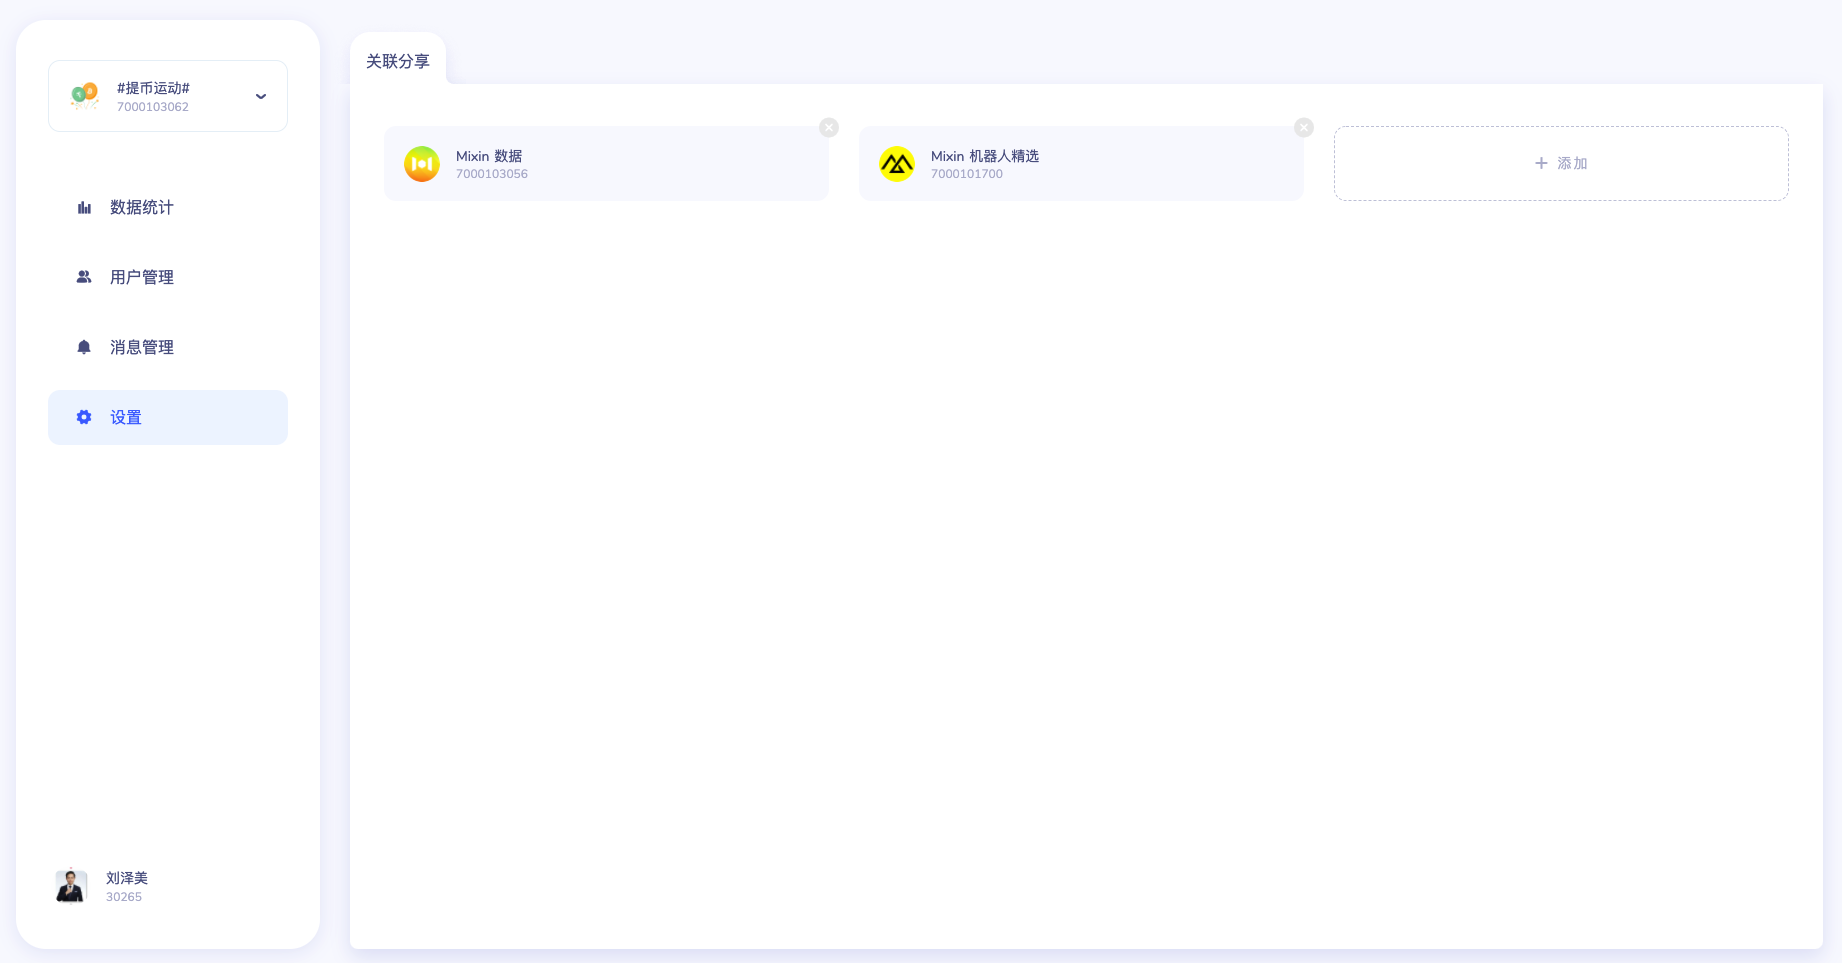 #提币运动#
7000103062
数据统计
用户管理
消息管理
设置
刘泽美
30265
关联分享
Mixin 数据
7000103056
Mixin 机器人精选
7000101700
添加